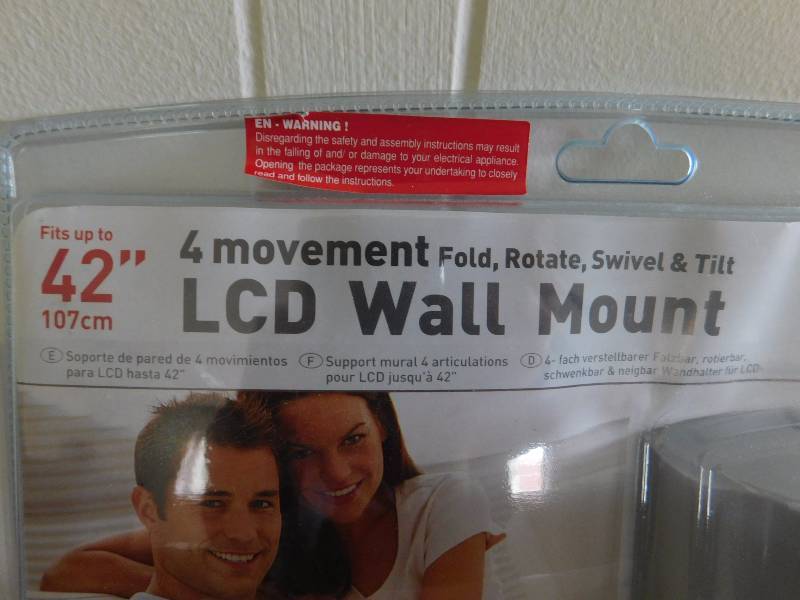 EN - WARNING !
Disregarding the safety and assembly instructions may result
in the falling of and/ or damage to your electrical appliance.
Opening the package represents your undertaking to closely
read and follow the instructions.
Fits up to
42”
107cm
4 movement Fold, Rotate, Swivel & Tilt
LCD Wall Mount
E Soporte de pared de 4 movimientos
para LCD hasta 42”
F Support mural 4 articulations
pour LCD jusqu'à 42”
D 4- fach verstellbarer Falzbar, rotierbar,
schwenkbar & neigbar Wandhalter für LCD